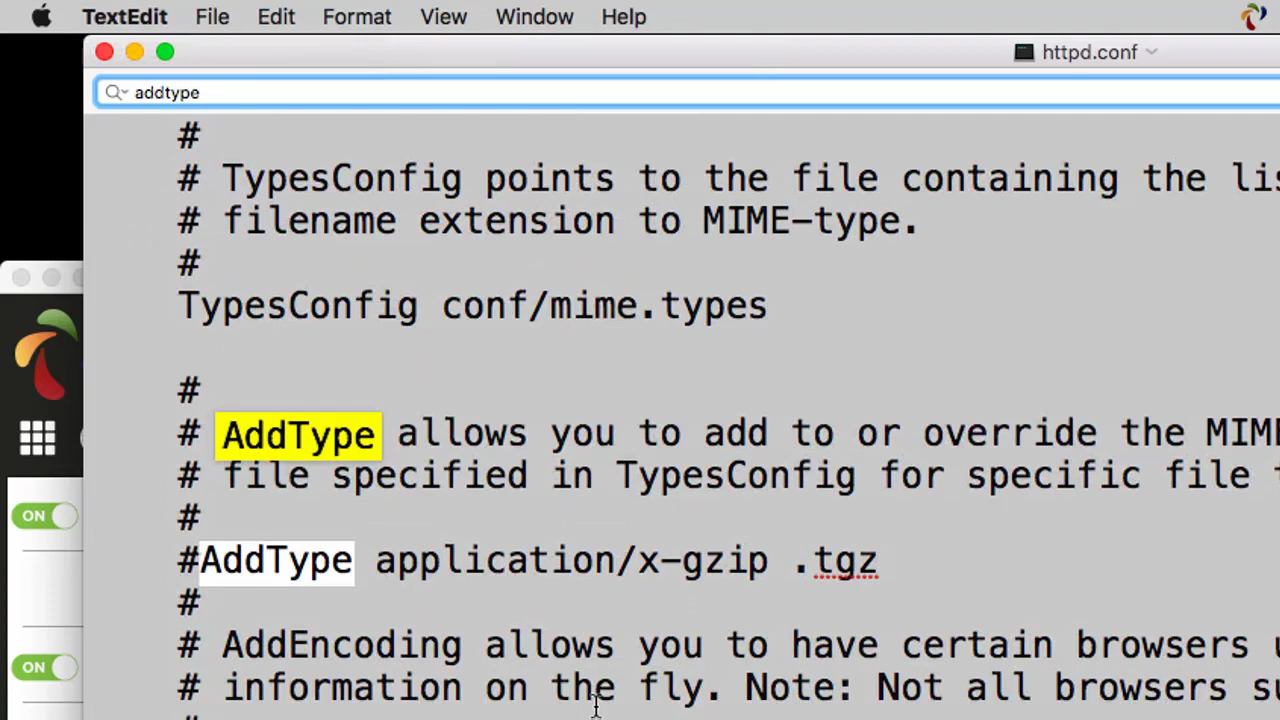 TextEdit File Edit Format View Window Help
httpd.conf
addtype
#
# TypesConfig points to the file containing the
# filename extension to MIME-type.
#
TypesConfig conf/mime.types
#
# AddType allows you to add to or override the MIME
# file specified in TypesConfig for specific file
#
#AddType application/x-gzip .tgz
#
# AddEncoding allows you to have certain browsers
# information on the fly. Note: Not all browsers
ON
ON